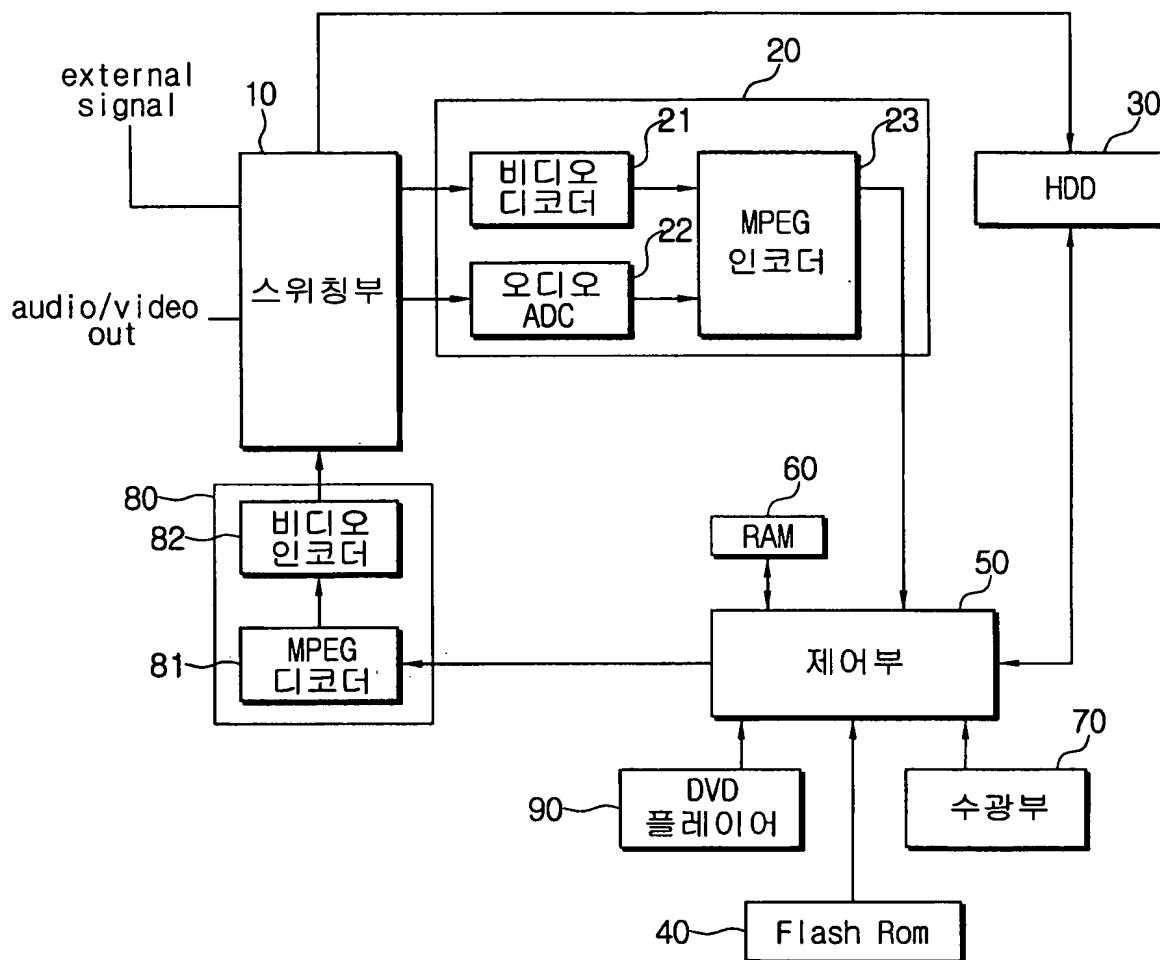 20
external
signal
10
21
23
30
비디오
디코더
HDD
MPEG
인코더
22
스위칭부
오디오
ADC
audio/video
out
80
60
82
비디오
인코더
RAM
50
81
MPEG
디코더
제어부
70
90
DVD
플레이어
수광부
40
Flash Rom